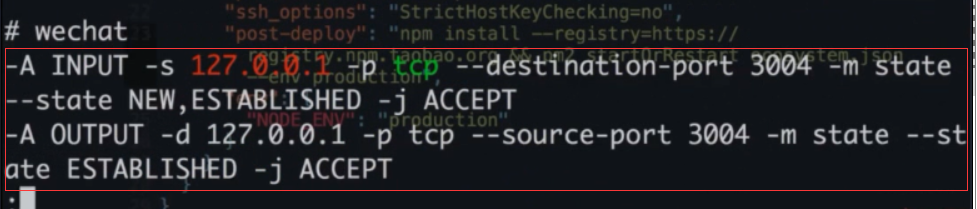 "ssh_options": "StrictHostKeyChecking=no",
# wechat
"post-deploy": "npm install --registry=https://
registry.npm.taobao.org && pm2 startOrRestart ecosystem.json
-A INPUT -s 127.0.0.1 -p tcp --destination-port 3004 -m state
--env production",
--state NEW,ESTABLISHED -j ACCEPT
"NODE_ENV": "production"
-A OUTPUT -d 127.0.0.1 -p tcp --source-port 3004 -m state --st
ate ESTABLISHED -j ACCEPT
}
:
}